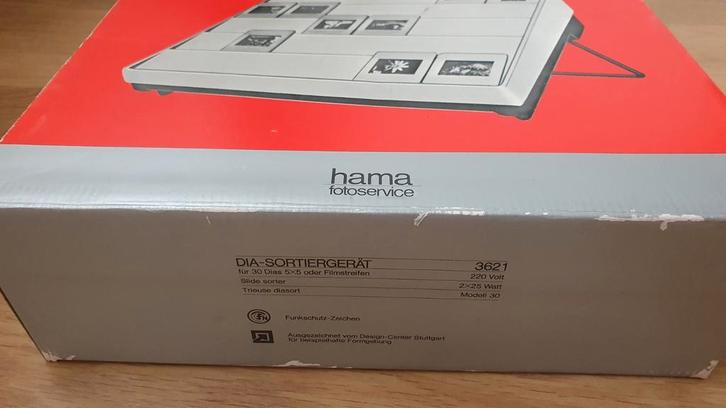 hama
fotoservice
DIA-SORTIERGERÄT 3621
für 30 Dias 5×5 oder Filmstreifen 220 Volt
Slide sorter 2×25 Watt
Trieuse diasort Modell 30
Funkschutz-Zeichen
Ausgezeichnet vom Design-Center Stuttgart
für beispielhafte Formgebung